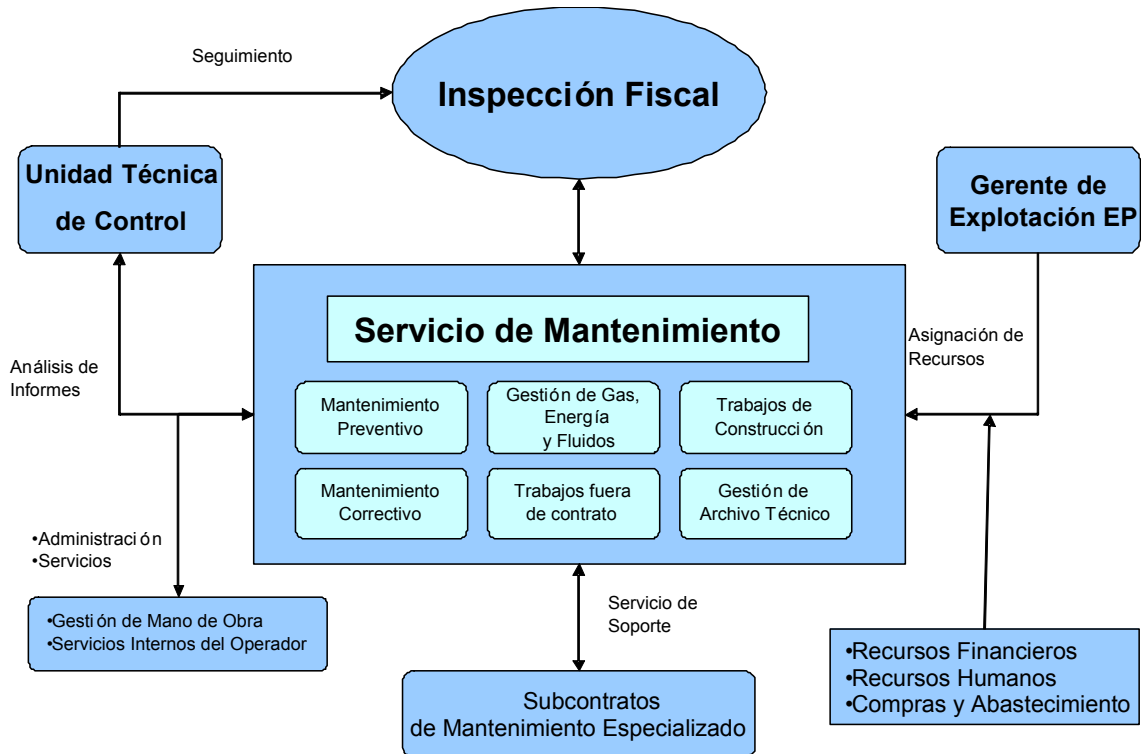 Seguimiento
Inspección Fiscal
Unidad Técnica
de Control
Gerente de
Explotación EP
Servicio de Mantenimiento
Asignación de
Recursos
Análisis de
Informes
Mantenimiento
Preventivo
Gestión de Gas,
Energía
y Fluidos
Trabajos de
Construcción
Mantenimiento
Correctivo
Trabajos fuera
de contrato
Gestión de
Archivo Técnico
•Administración
•Servicios
•Gestión de Mano de Obra
•Servicios Internos del Operador
Servicio de
Soporte
Subcontratos
de Mantenimiento Especializado
•Recursos Financieros
•Recursos Humanos
•Compras y Abastecimiento